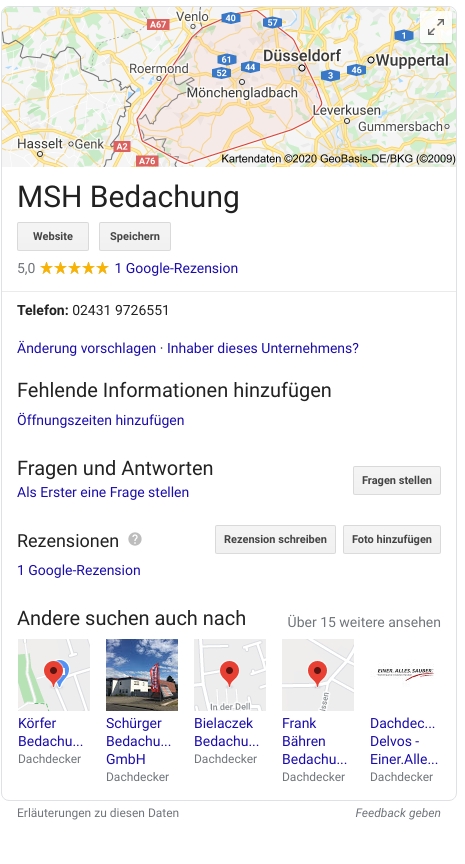 Venlo
40
57
A67
1
Düsseldorf
Wuppertal
Roermond
61
44
52
46
3
Mönchengladbach
Leverkusen
Gummersbach
Hasselt
Genk
A2
A76
Kartendaten ©2020 GeoBasis-DE/BKG (©2009)
MSH Bedachung
Website Speichern
5,0 ★★★★★ 1 Google-Rezension
Telefon: 02431 9726551
Änderung vorschlagen · Inhaber dieses Unternehmens?
Fehlende Informationen hinzufügen
Öffnungszeiten hinzufügen
Fragen und Antworten
Als Erster eine Frage stellen
Fragen stellen
Rezensionen ?
Rezension schreiben Foto hinzufügen
1 Google-Rezension
Andere suchen auch nach
Über 15 weitere ansehen
In der Dell
issen
EINER. ALLES. SAUBER.
Körfer
Bedachu...
Dachdecker
Schürger
Bedachu...
GmbH
Dachdecker
Bielaczek
Bedachu...
Dachdecker
Frank
Bähren
Bedachu...
Dachdecker
Dachdec...
Delvos -
Einer.Alle...
Dachdecker
Erläuterungen zu diesen Daten
Feedback geben